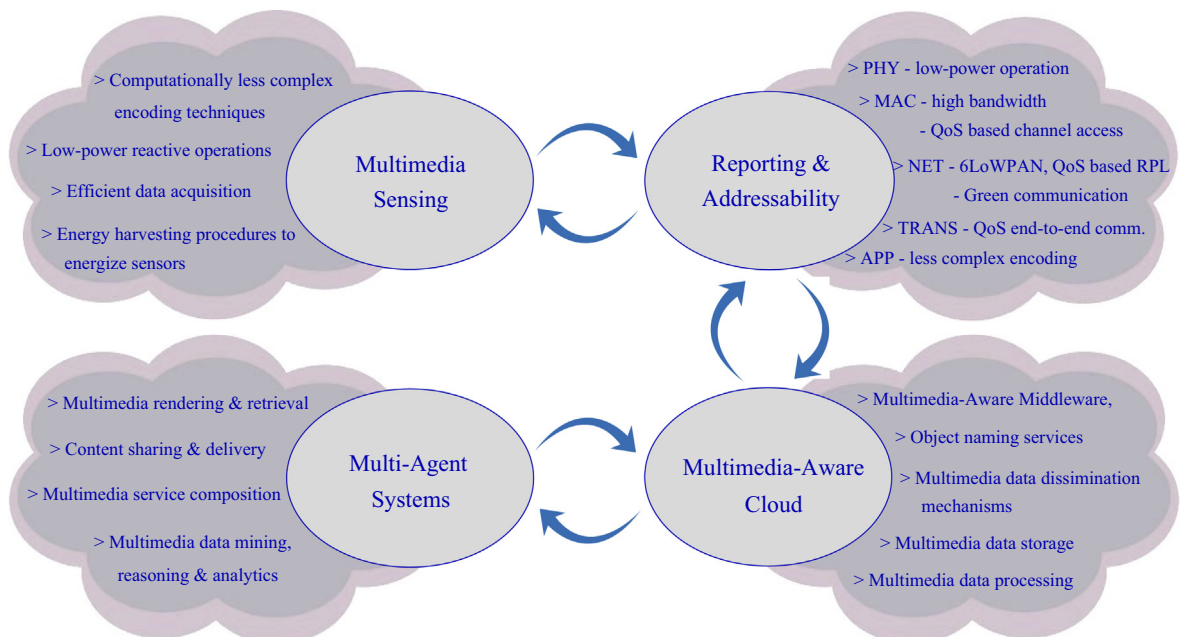 > Computationally less complex
encoding techniques
> Low-power reactive operations
> Efficient data acquisition
> Energy harvesting procedures to
energize sensors
Multimedia
Sensing
Reporting &
Addressability
> PHY - low-power operation
> MAC - high bandwidth
- QoS based channel access
> NET - 6LoWPAN, QoS based RPL
- Green communication
> TRANS - QoS end-to-end comm.
> APP - less complex encoding
> Multimedia rendering & retrieval
> Content sharing & delivery
> Multimedia service composition
> Multimedia data mining,
reasoning & analytics
Multi-Agent
Systems
Multimedia-Aware
Cloud
> Multimedia-Aware Middleware,
> Object naming services
> Multimedia data dissimination
mechanisms
> Multimedia data storage
> Multimedia data processing